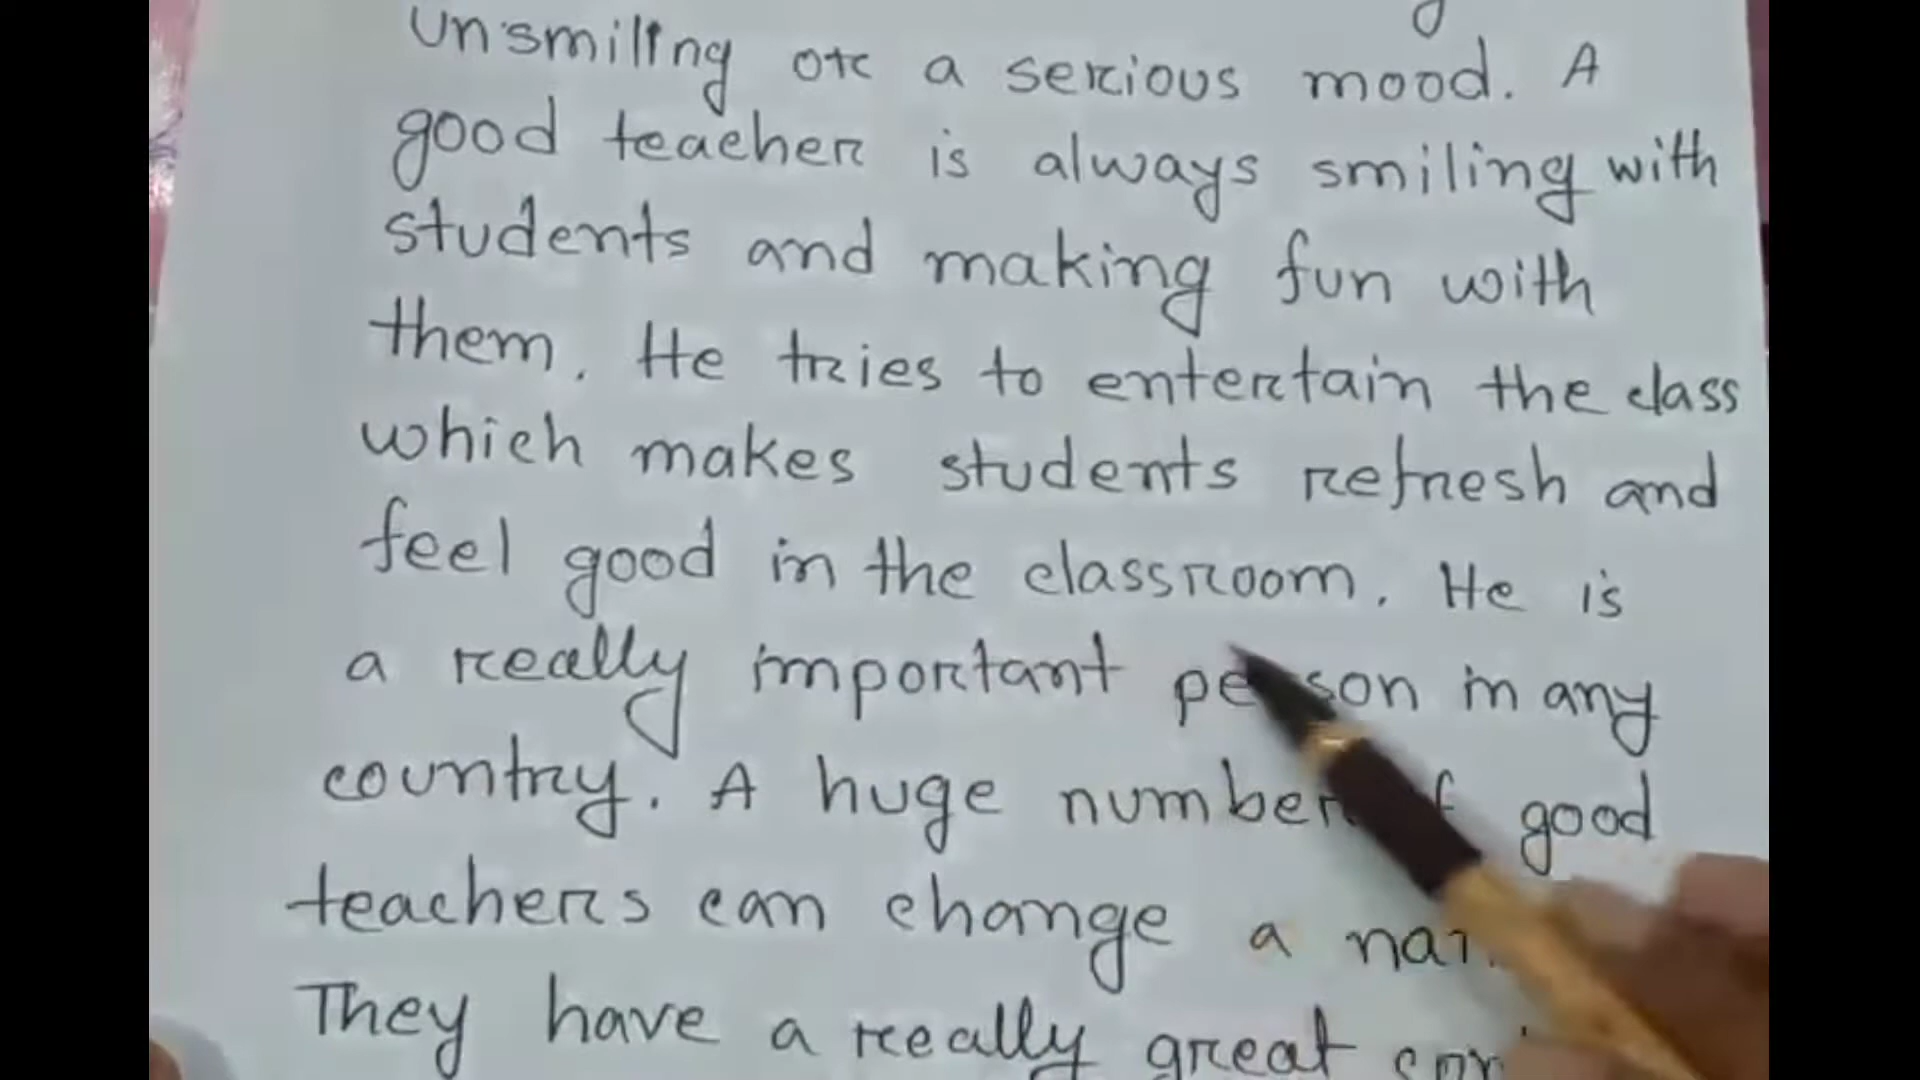 unsmiling or a serious mood. A
good teacher is always smiling with
students and making fun with
them. He tries to entertain the class
which makes students refresh and
feel good in the classroom. He is
a really important person in any
country. A huge number of good
teachers can change a
They have a really great